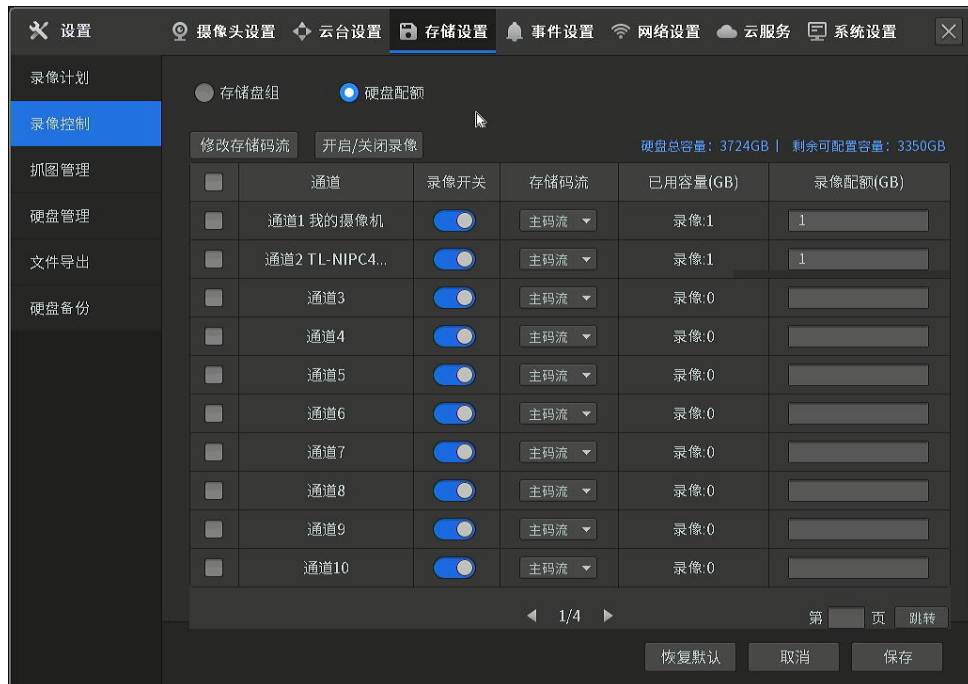 设置 摄像头设置 云台设置 存储设置 事件设置 网络设置 云服务 系统设置
录像计划
录像控制
抓图管理
硬盘管理
文件导出
硬盘备份
存储盘组 硬盘配额
修改存储码流 开启/关闭录像 硬盘总容量：3724GB | 剩余可配置容量：3350GB
通道 录像开关 存储码流 已用容量(GB) 录像配额(GB)
通道1 我的摄像机 主码流 录像:1 1
通道2 TL-NIPC4... 主码流 录像:1 1
通道3 主码流 录像:0
通道4 主码流 录像:0
通道5 主码流 录像:0
通道6 主码流 录像:0
通道7 主码流 录像:0
通道8 主码流 录像:0
通道9 主码流 录像:0
通道10 主码流 录像:0
1/4 第 页 跳转
恢复默认 取消 保存